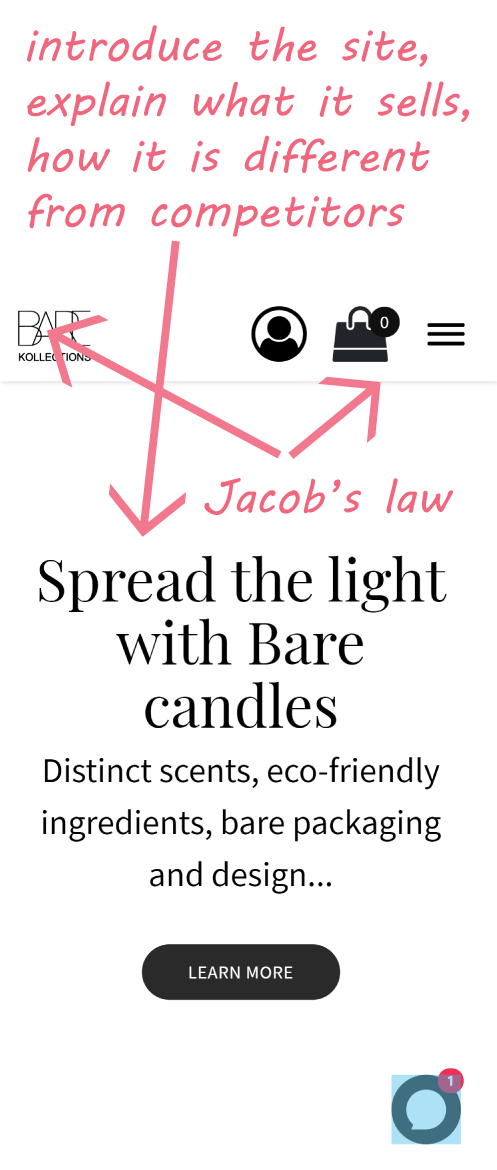 introduce the site,
explain what it sells,
how it is different
from competitors
BARE
KOLLECTIONS
0
Jacob's law
Spread the light
with Bare
candles
Distinct scents, eco-friendly
ingredients, bare packaging
and design...
LEARN MORE
1